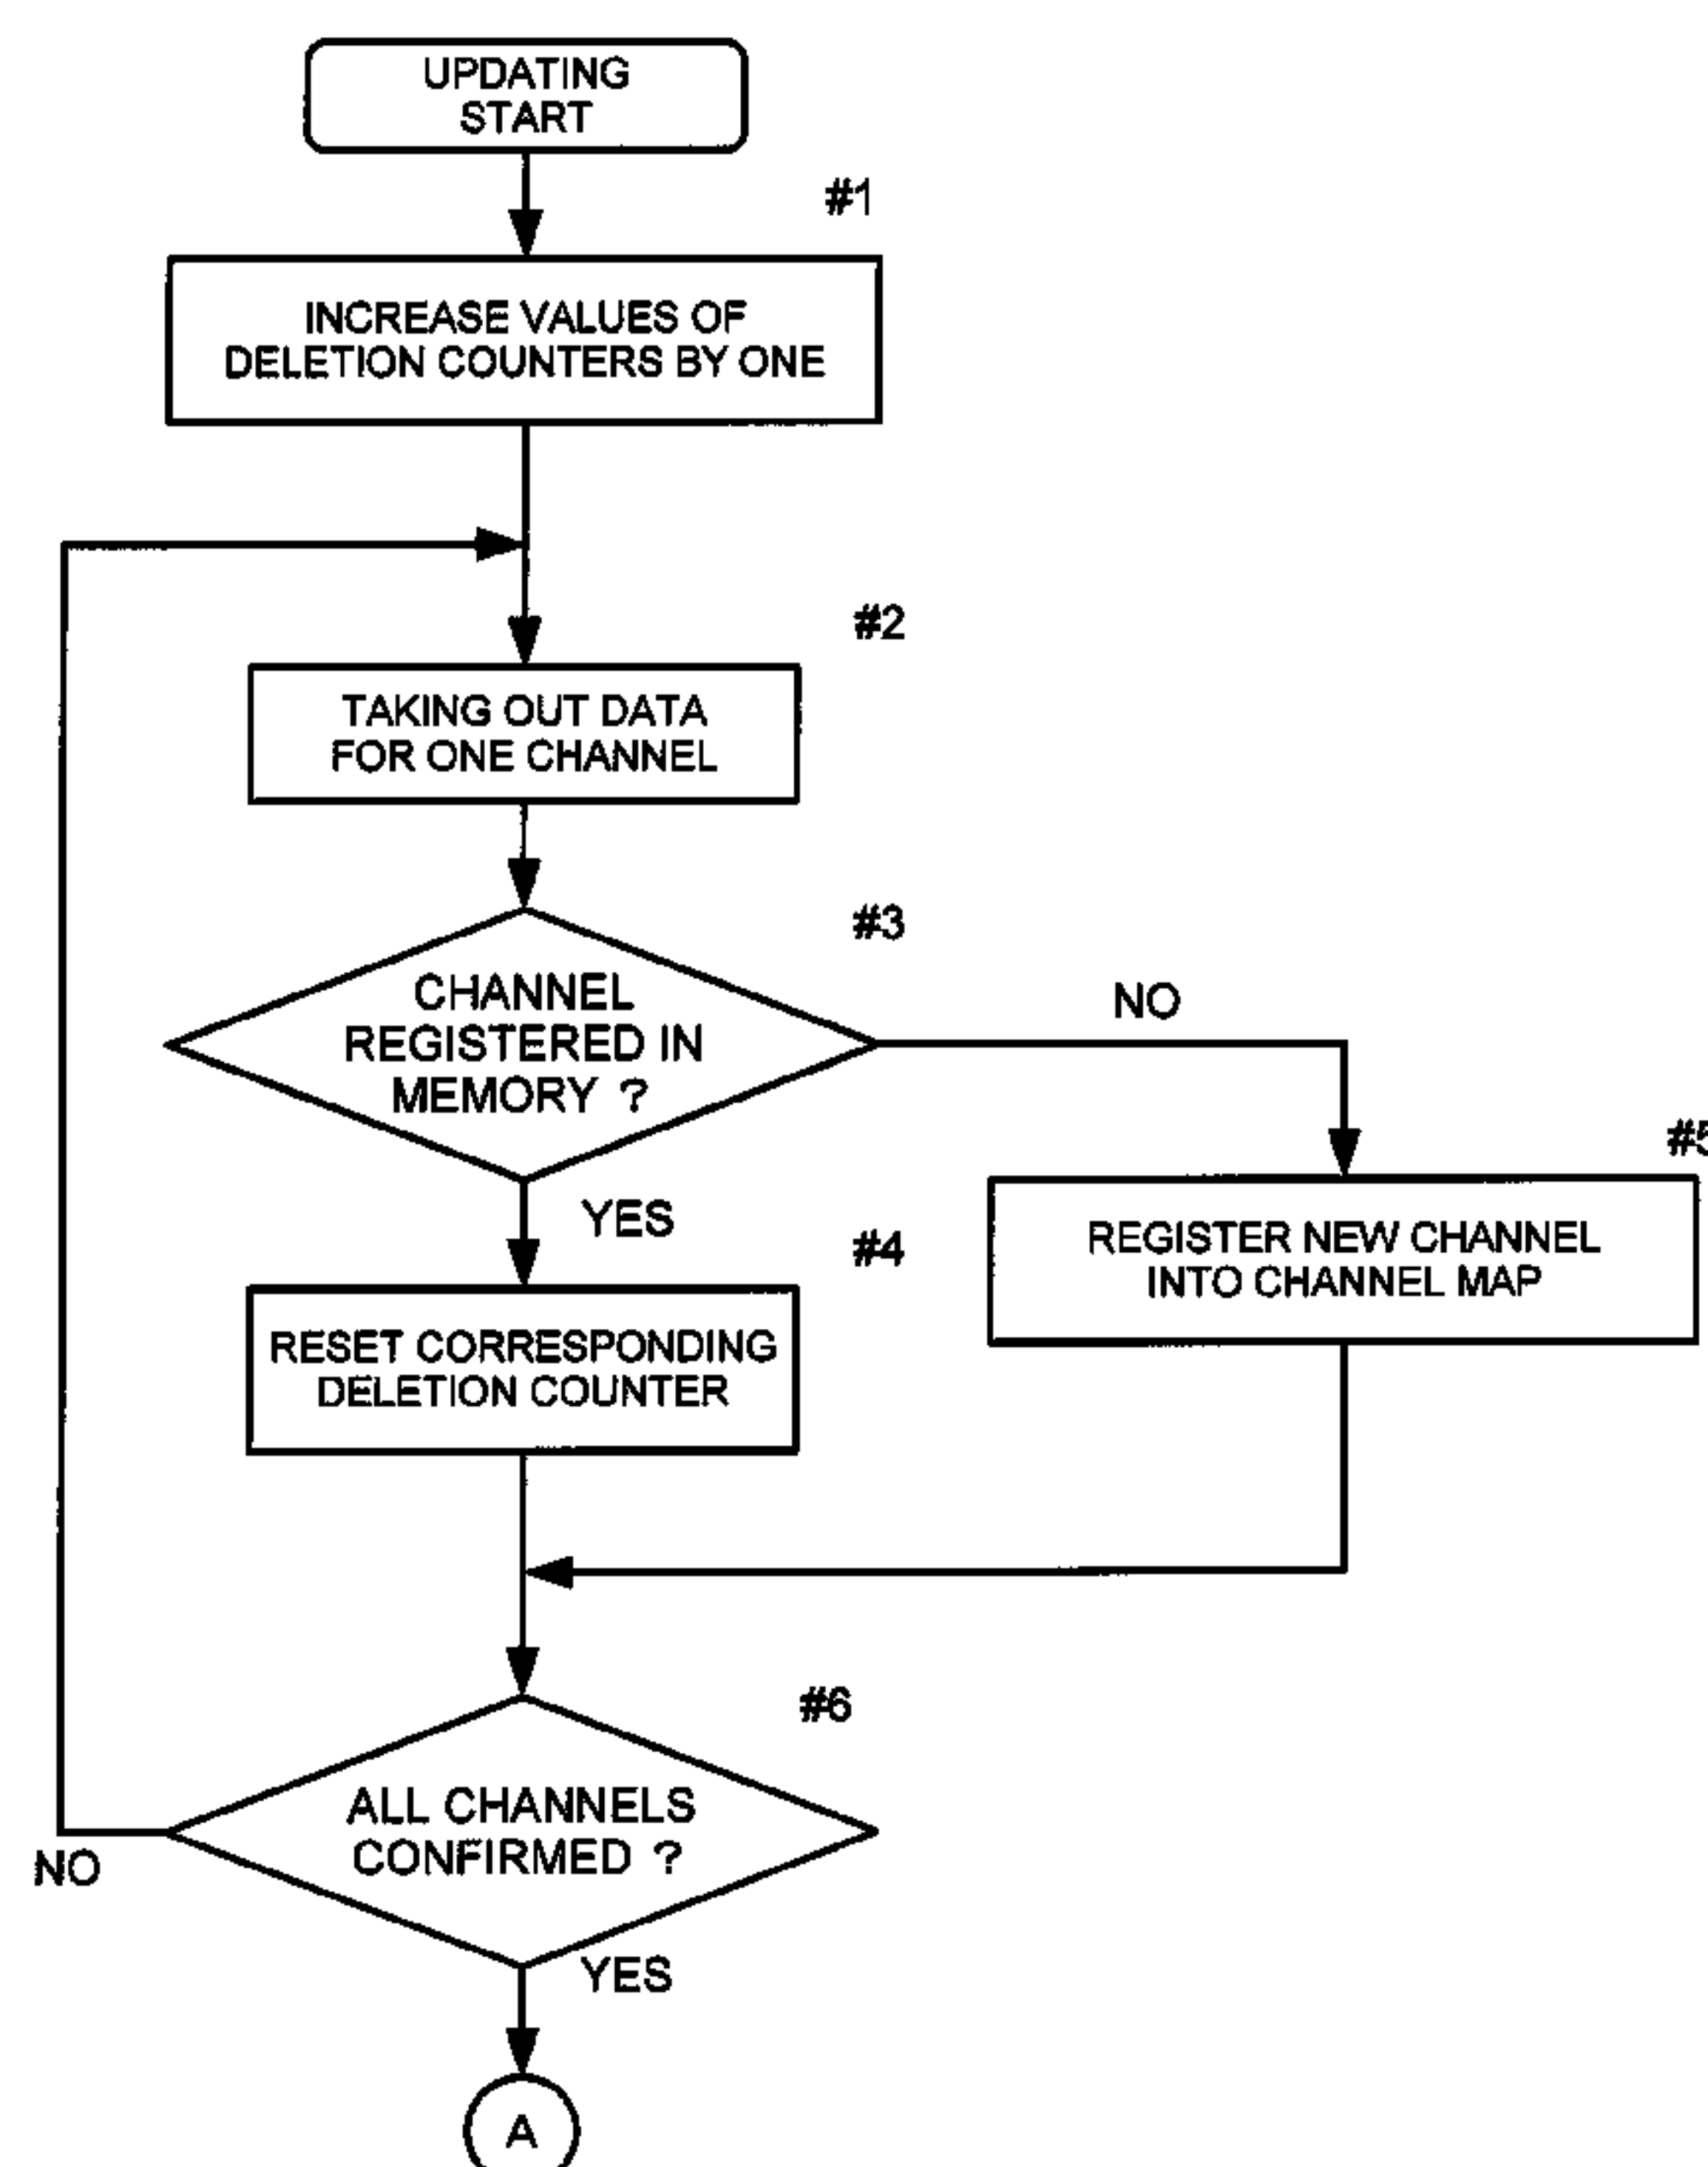 UPDATING
START
#1
INCREASE VALUES OF
DELETION COUNTERS BY ONE
#2
TAKING OUT DATA
FOR ONE CHANNEL
#3
CHANNEL
REGISTERED IN
MEMORY ?
NO
#5
YES
#4
REGISTER NEW CHANNEL
INTO CHANNEL MAP
RESET CORRESPONDING
DELETION COUNTER
#6
ALL CHANNELS
CONFIRMED ?
NO
YES
A